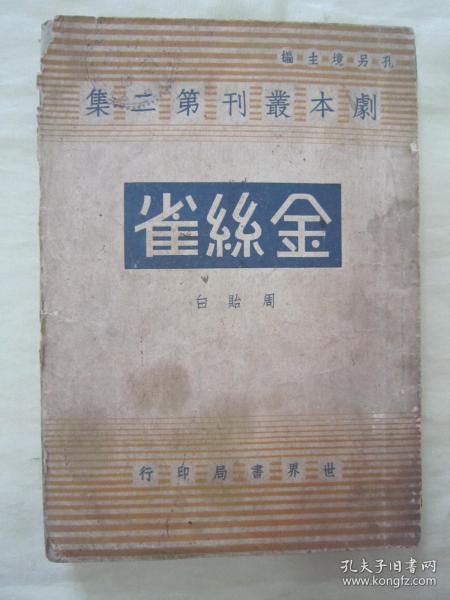 孔另境主編
劇本叢刊第二集
金絲雀
周貽白
世界書局印行
孔夫子旧书网
www.kongfz.com